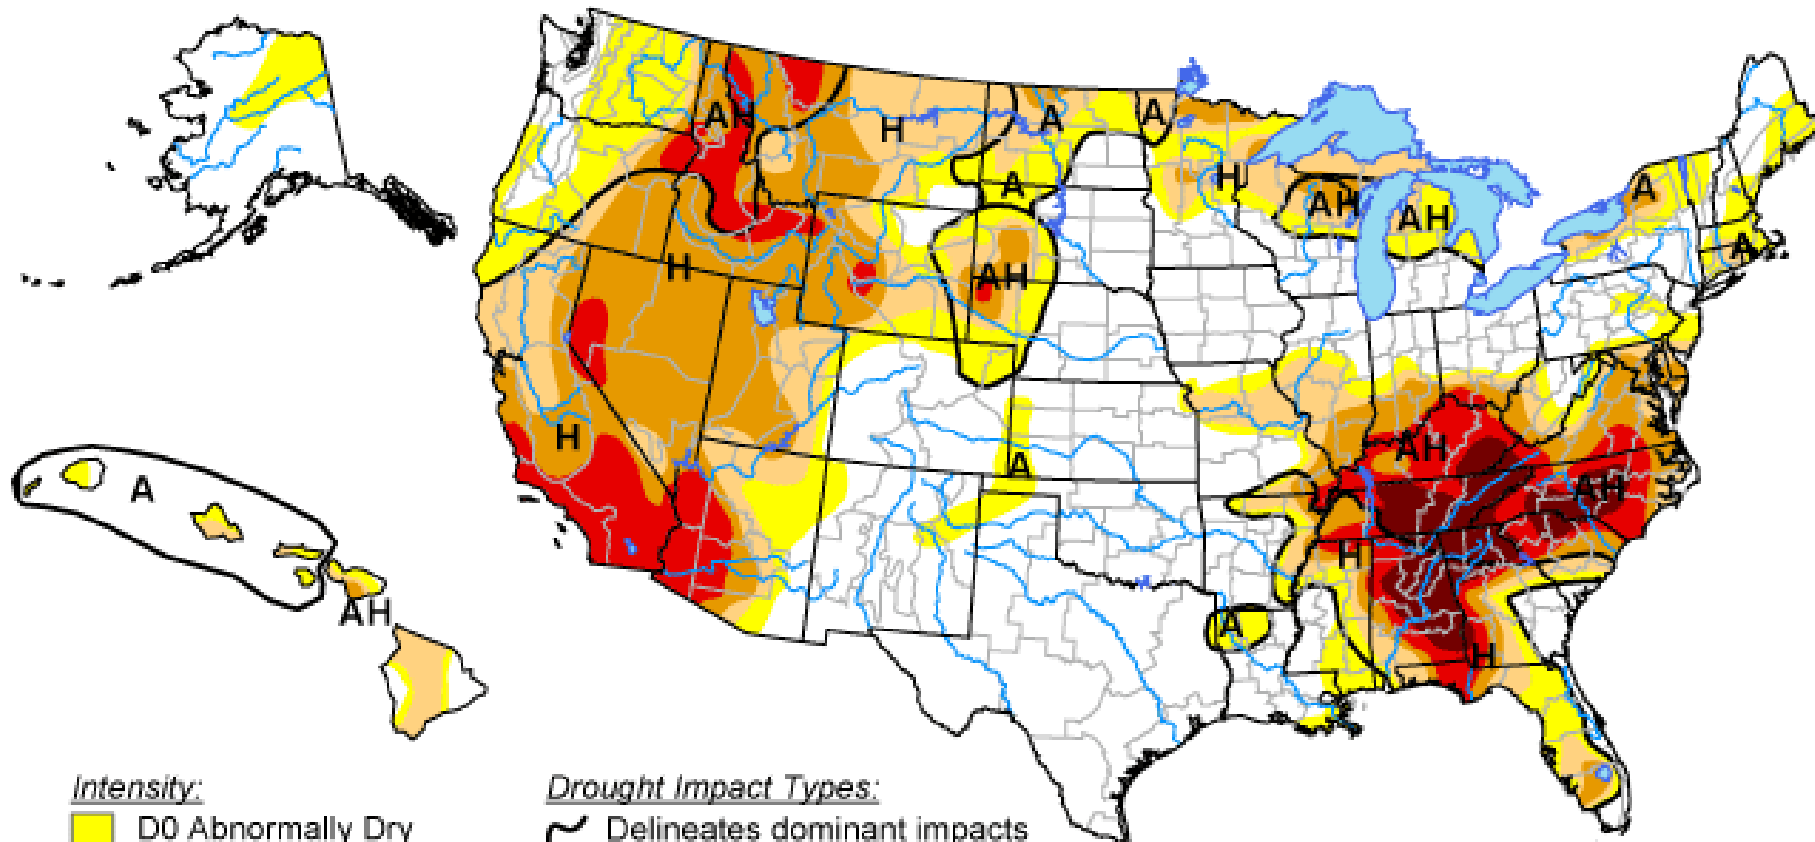 AH
H
A
A
A
H
AH
AH
A
A
H
AH
H
A
AH
AH
H
A
H
A
AH
Intensity:
D0 Abnormally Dry
Drought Impact Types:
Delineates dominant impacts